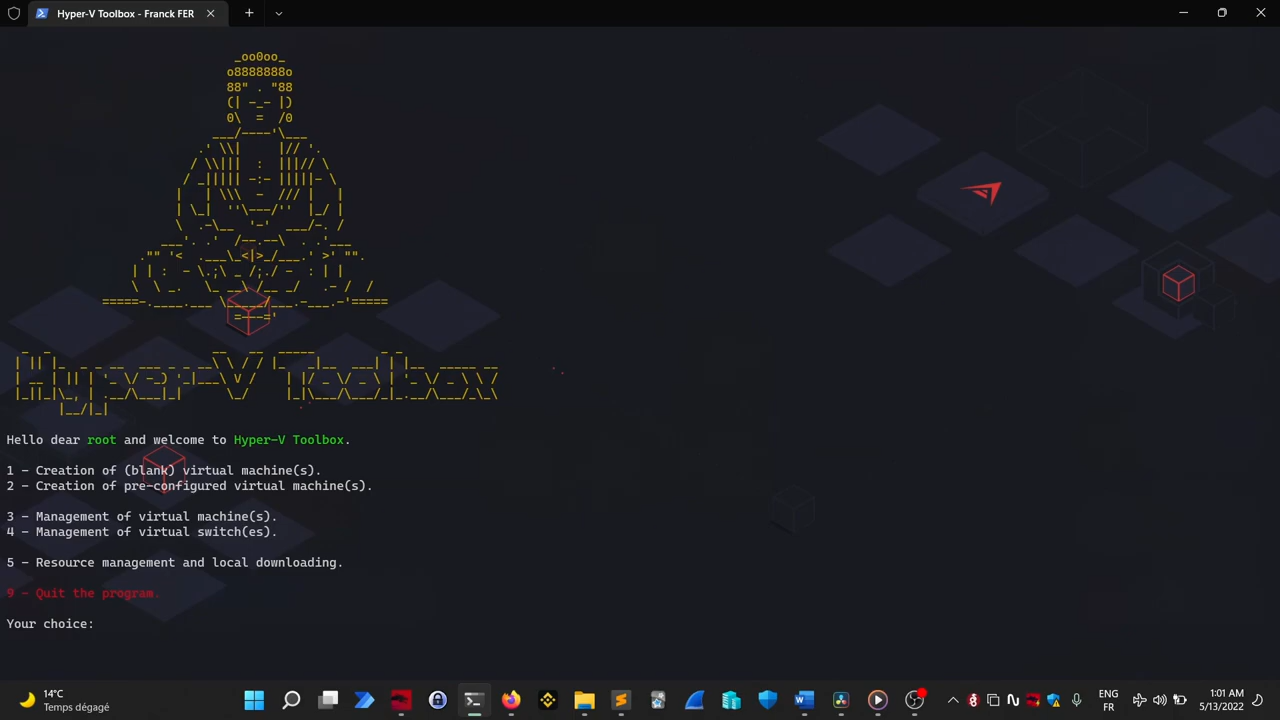 Hyper-V Toolbox - Franck FER
Hyper-V Toolbox
Hello dear root and welcome to Hyper-V Toolbox.
1 - Creation of (blank) virtual machine(s).
2 - Creation of pre-configured virtual machine(s).
3 - Management of virtual machine(s).
4 - Management of virtual switch(es).
5 - Resource management and local downloading.
9 - Quit the program.
Your choice:
14°C
Temps dégagé
ENG
FR
1:01 AM
5/13/2022